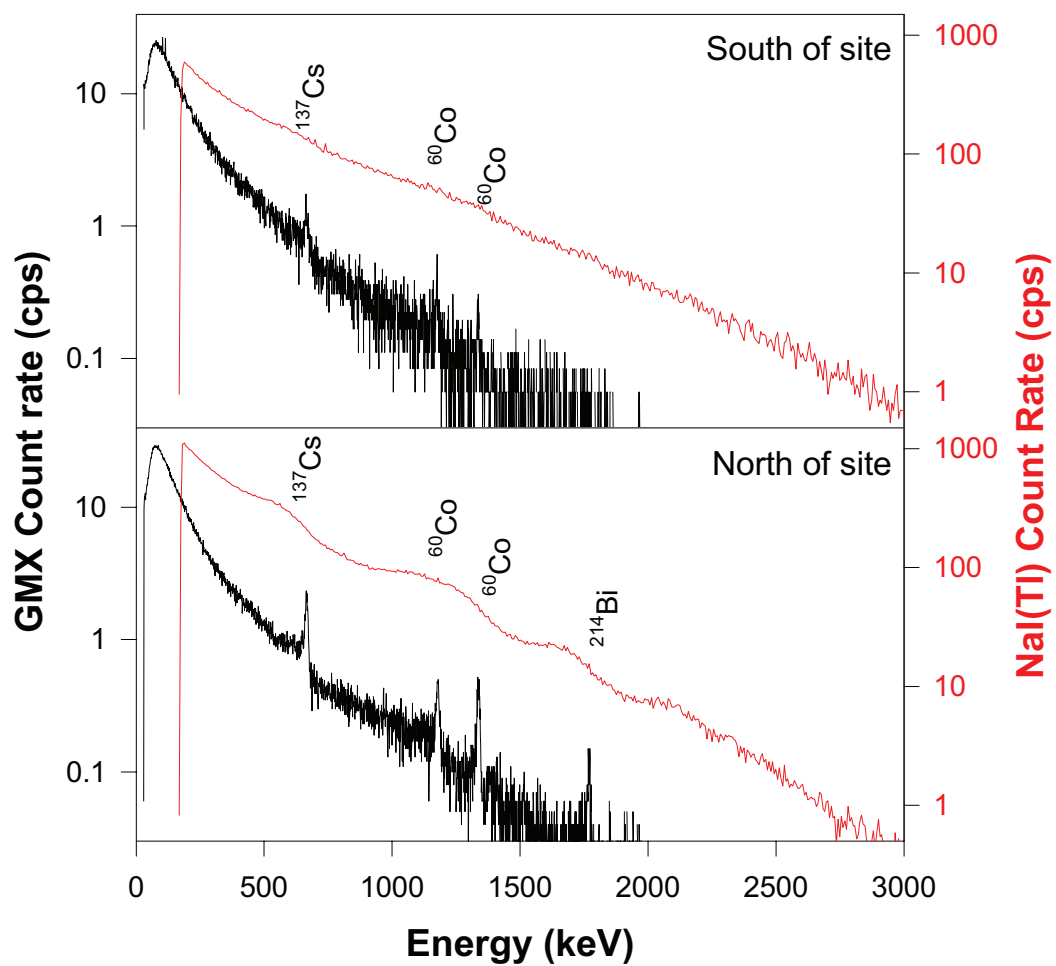 South of site
1000
10
100
1
10
0.1
1
¹³⁷Cs
⁶⁰Co
⁶⁰Co
North of site
1000
10
100
1
10
0.1
1
¹³⁷Cs
⁶⁰Co
⁶⁰Co
²¹⁴Bi
GMX Count rate (cps)
NaI(Tl) Count Rate (cps)
0 500 1000 1500 2000 2500 3000
Energy (keV)